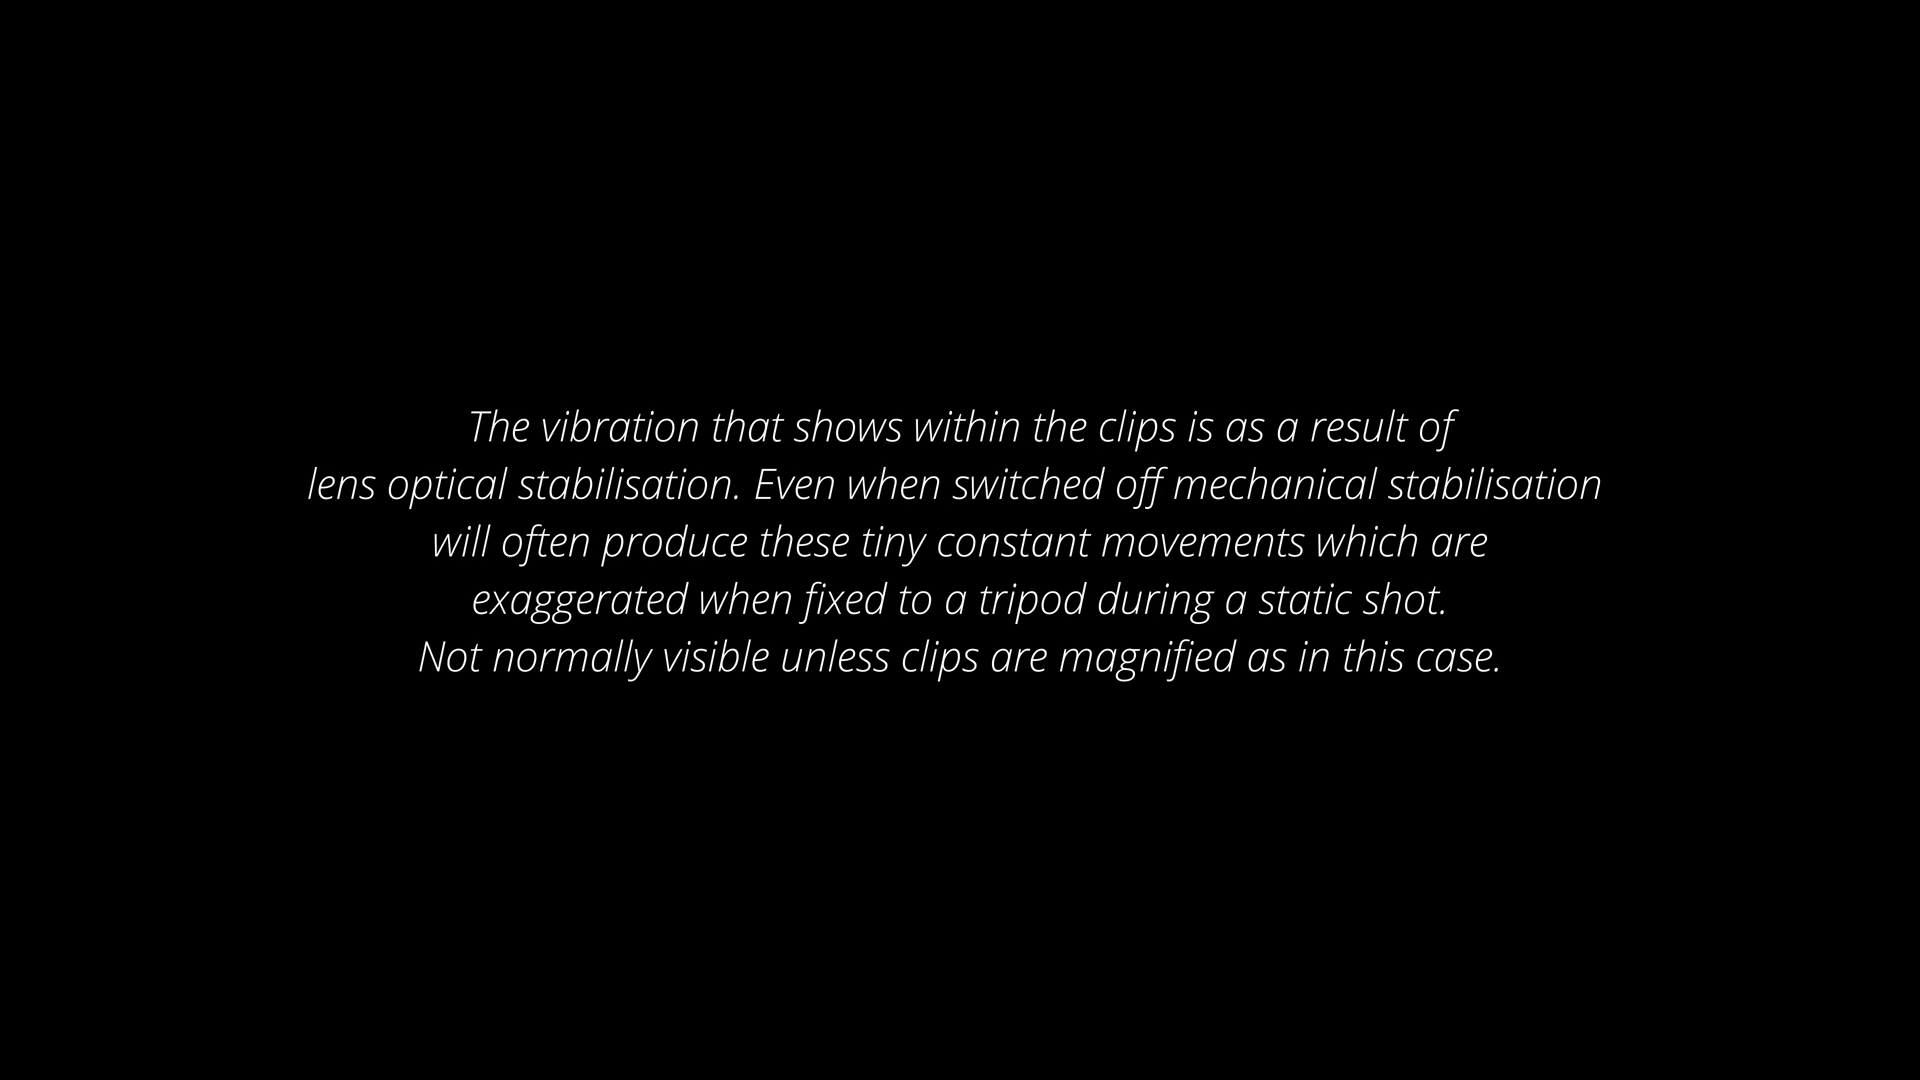 The vibration that shows within the clips is as a result of
lens optical stabilisation. Even when switched off mechanical stabilisation
will often produce these tiny constant movements which are
exaggerated when fixed to a tripod during a static shot.
Not normally visible unless clips are magnified as in this case.